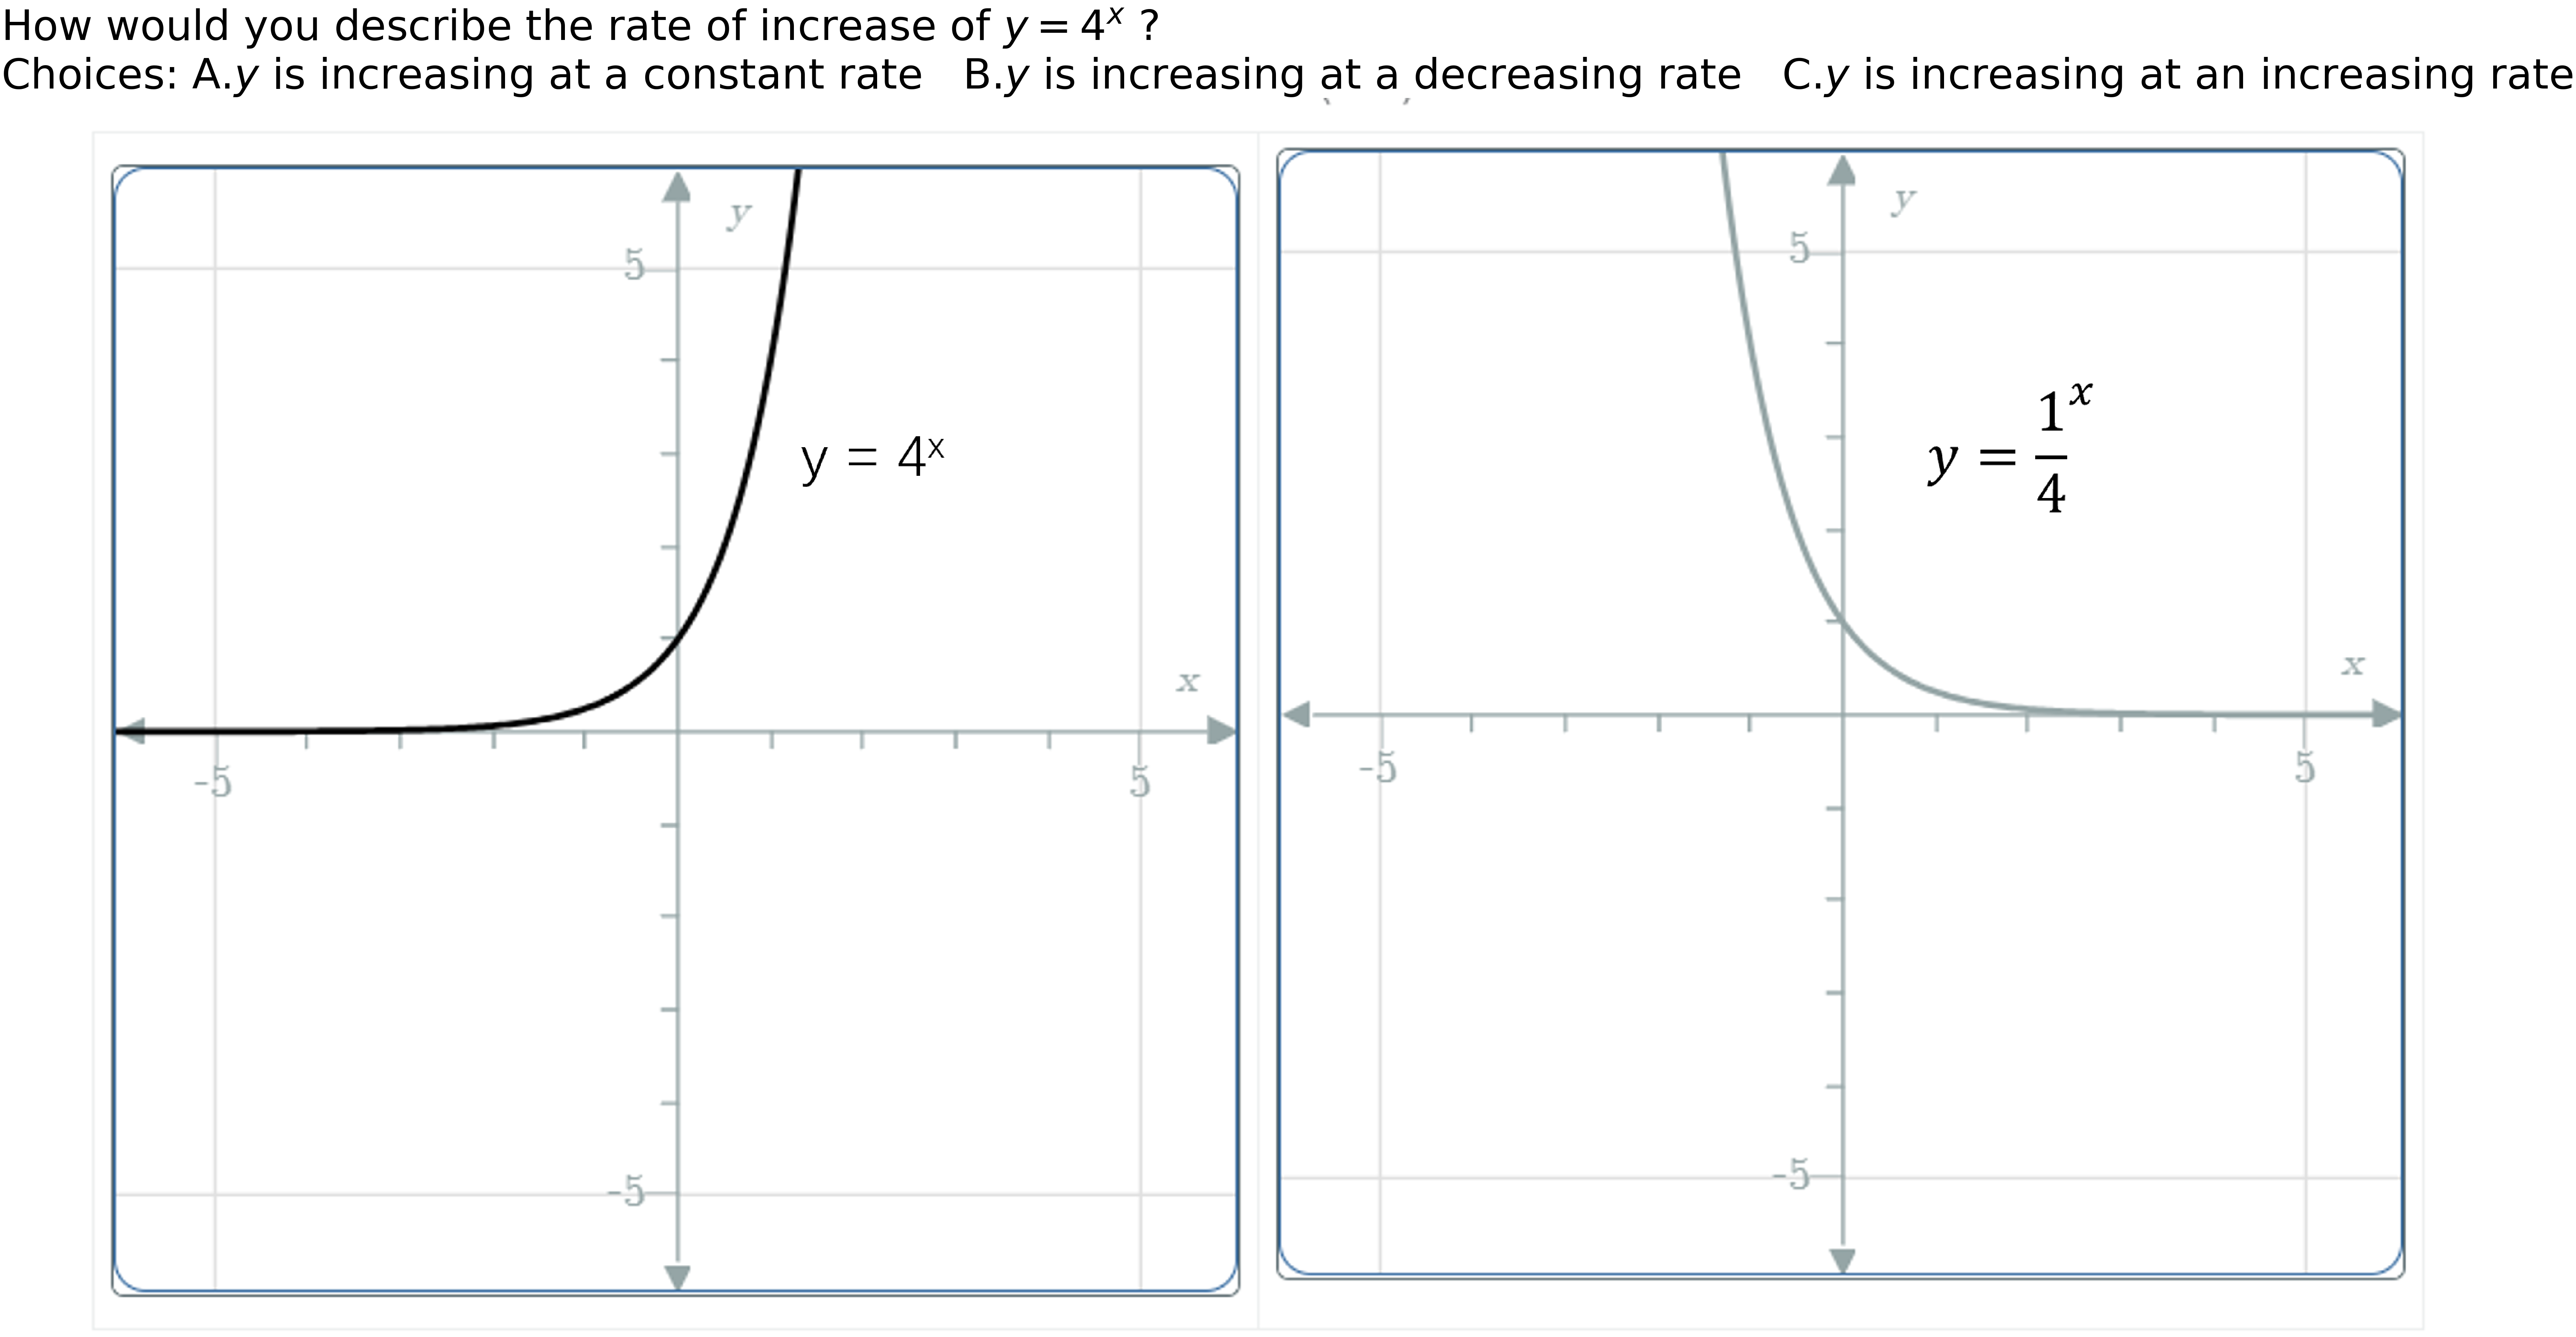 How would you describe the rate of increase of y = 4^x ?
Choices: A.y is increasing at a constant rate   B.y is increasing at a decreasing rate   C.y is increasing at an increasing rate
y
5
y = 4^x
x
-5
5
-5
y
5
y = \frac{1^x}{4}
x
-5
5
-5